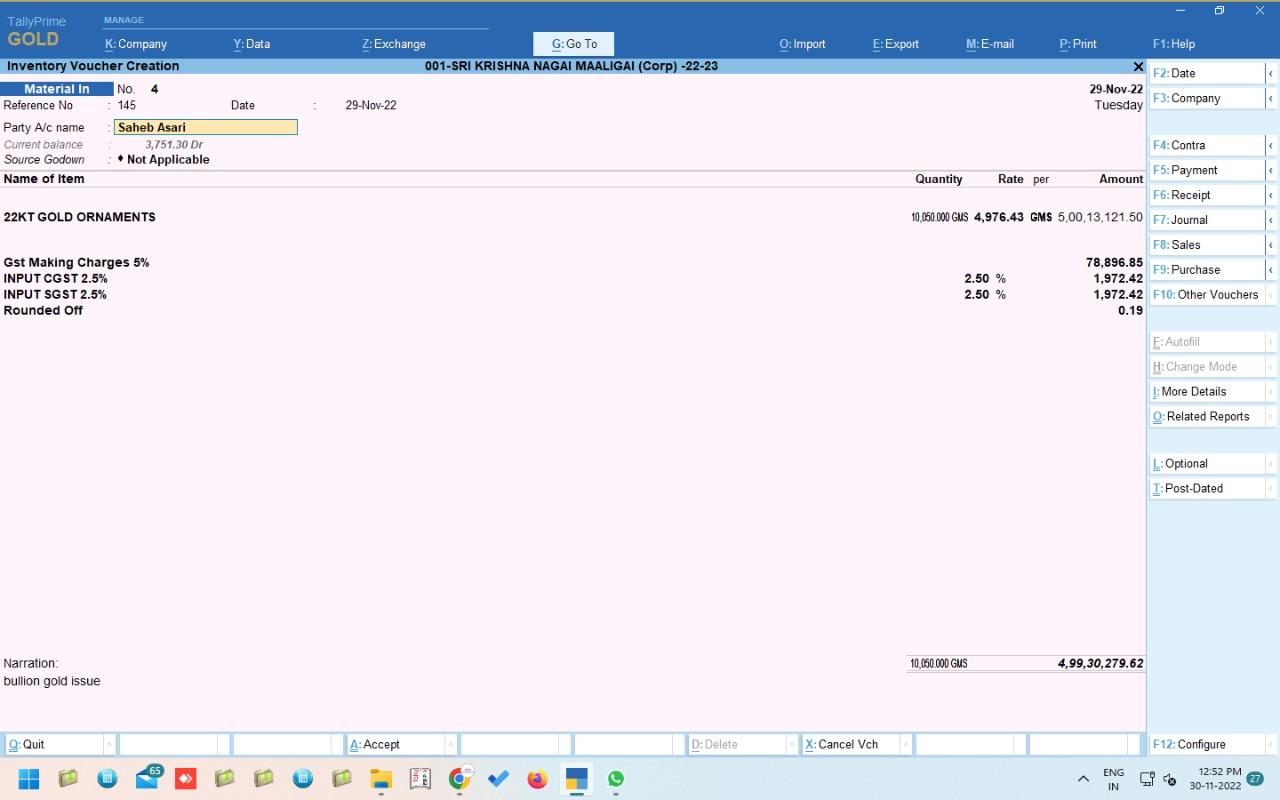 TallyPrime
GOLD
MANAGE
K: Company
Y: Data
Z: Exchange
G: Go To
O: Import
E: Export
M: E-mail
P: Print
F1: Help
Inventory Voucher Creation
001-SRI KRISHNA NAGAI MAALIGAI (Corp) -22-23
Material In No. 4
29-Nov-22
Reference No : 145 Date : 29-Nov-22
Tuesday
Party A/c name : Saheb Asari
Current balance : 3,751.30 Dr
Source Godown : ♦ Not Applicable
Name of Item Quantity Rate per Amount
22KT GOLD ORNAMENTS 10,050.000 GMS 4,976.43 GMS 5,00,13,121.50
Gst Making Charges 5% 78,896.85
INPUT CGST 2.5% 2.50 % 1,972.42
INPUT SGST 2.5% 2.50 % 1,972.42
Rounded Off 0.19
Narration: 10,050.000 GMS 4,99,30,279.62
bullion gold issue
F2: Date
F3: Company
F4: Contra
F5: Payment
F6: Receipt
F7: Journal
F8: Sales
F9: Purchase
F10: Other Vouchers
F: Autofill
H: Change Mode
I: More Details
O: Related Reports
L: Optional
T: Post-Dated
Q: Quit
A: Accept
D: Delete
X: Cancel Vch
F12: Configure
65
ENG
IN
12:52 PM
30-11-2022
27